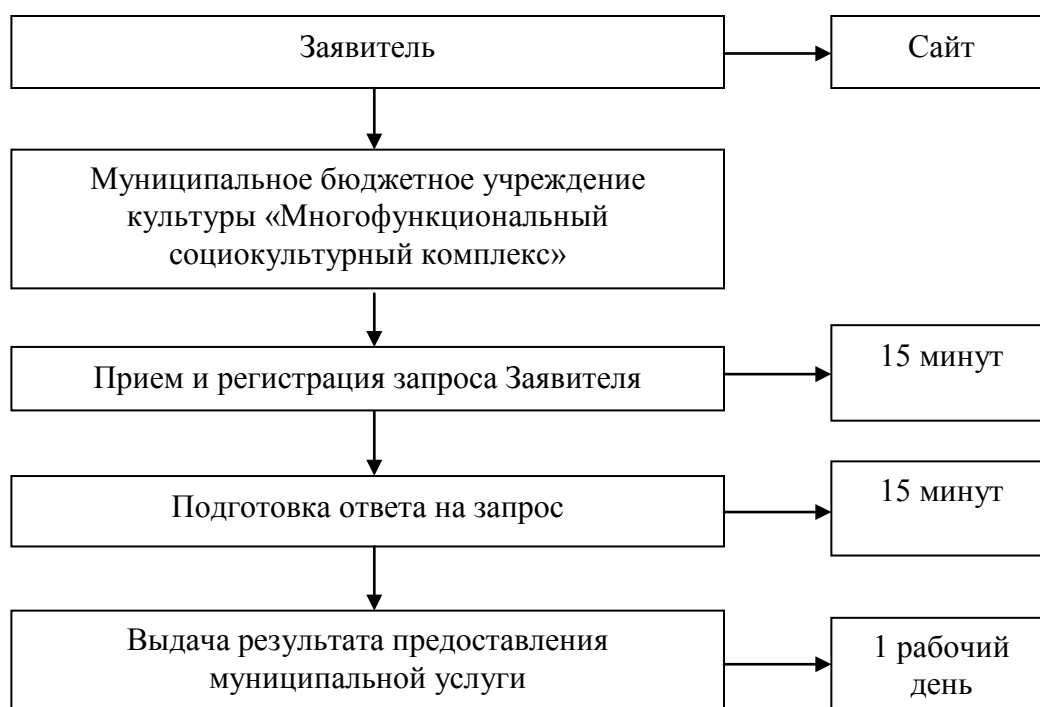 Заявитель
Сайт
Муниципальное бюджетное учреждение
культуры «Многофункциональный
социокультурный комплекс»
Прием и регистрация запроса Заявителя
15 минут
Подготовка ответа на запрос
15 минут
Выдача результата предоставления
муниципальной услуги
1 рабочий
день